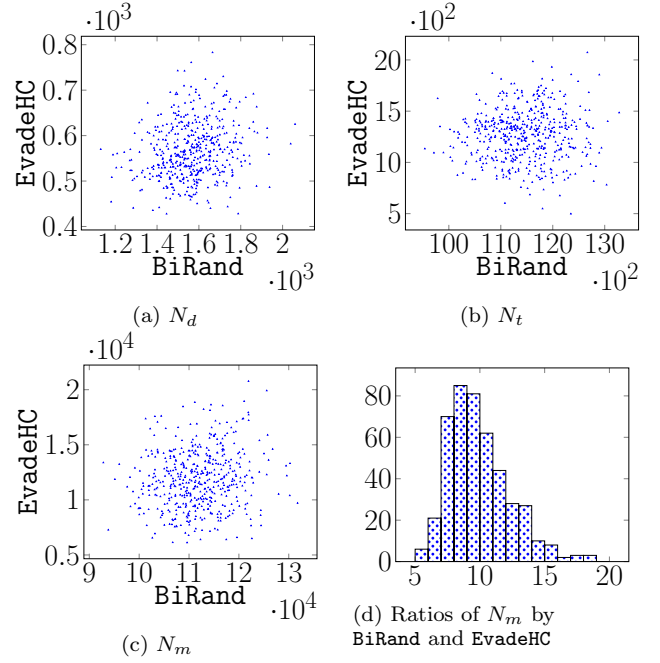 ·10³
0.8
0.7
0.6
0.5
0.4
EvadeHC
1.2 1.4 1.6 1.8 2
BiRand
·10³
(a) N_d
·10²
20
15
10
5
EvadeHC
100 110 120 130
BiRand
·10²
(b) N_t
·10⁴
2
1.5
1
0.5
EvadeHC
9 10 11 12 13
BiRand
·10⁴
(c) N_m
80
60
40
20
0
5 10 15 20
(d) Ratios of N_m by
BiRand and EvadeHC